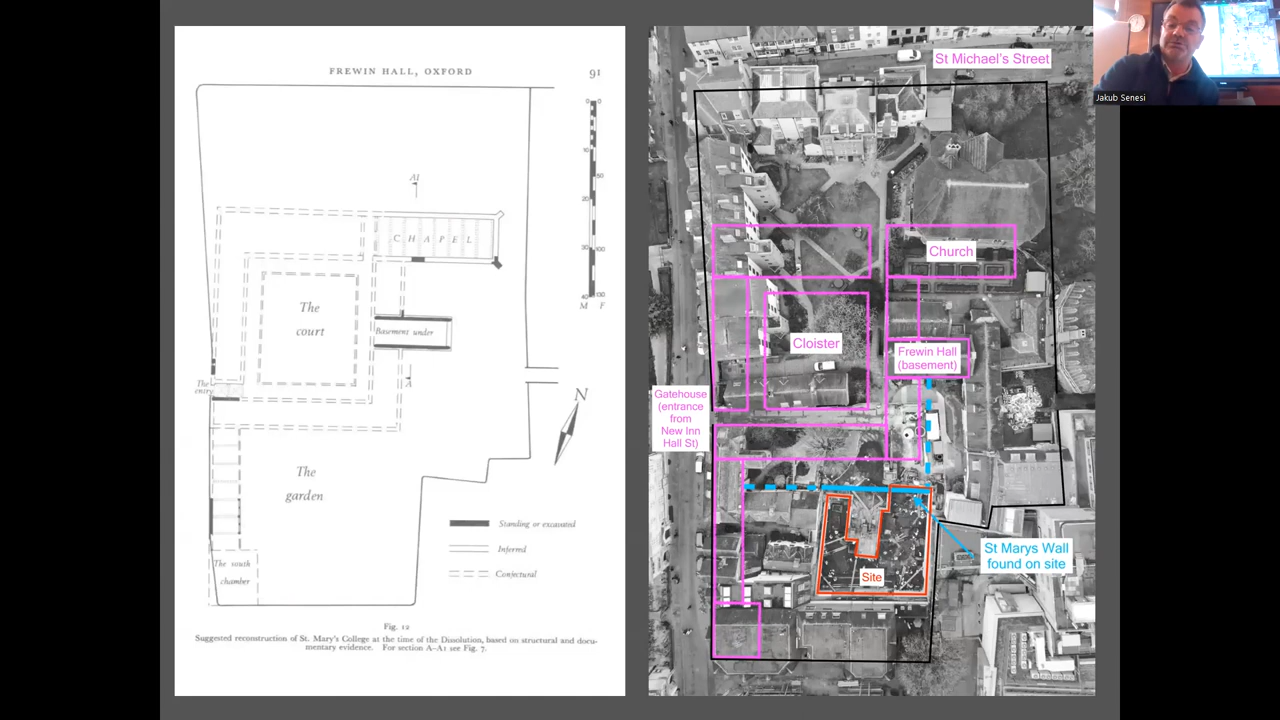 FREWIN HALL, OXFORD
91
A1
CHAPEL
The
court
Basement under
The
entry
A
N
The
garden
The south
chamber
M F
Standing or excavated
Inferred
Conjectural
Fig. 12
Suggested reconstruction of St. Mary's College at the time of the Dissolution, based on structural and docu-
mentary evidence. For section A-A1 see Fig. 7.
St Michael's Street
Church
Cloister
Frewin Hall
(basement)
Gatehouse
(entrance
from
New Inn
Hall St)
St Marys Wall
found on site
Site
Jakub Senesi